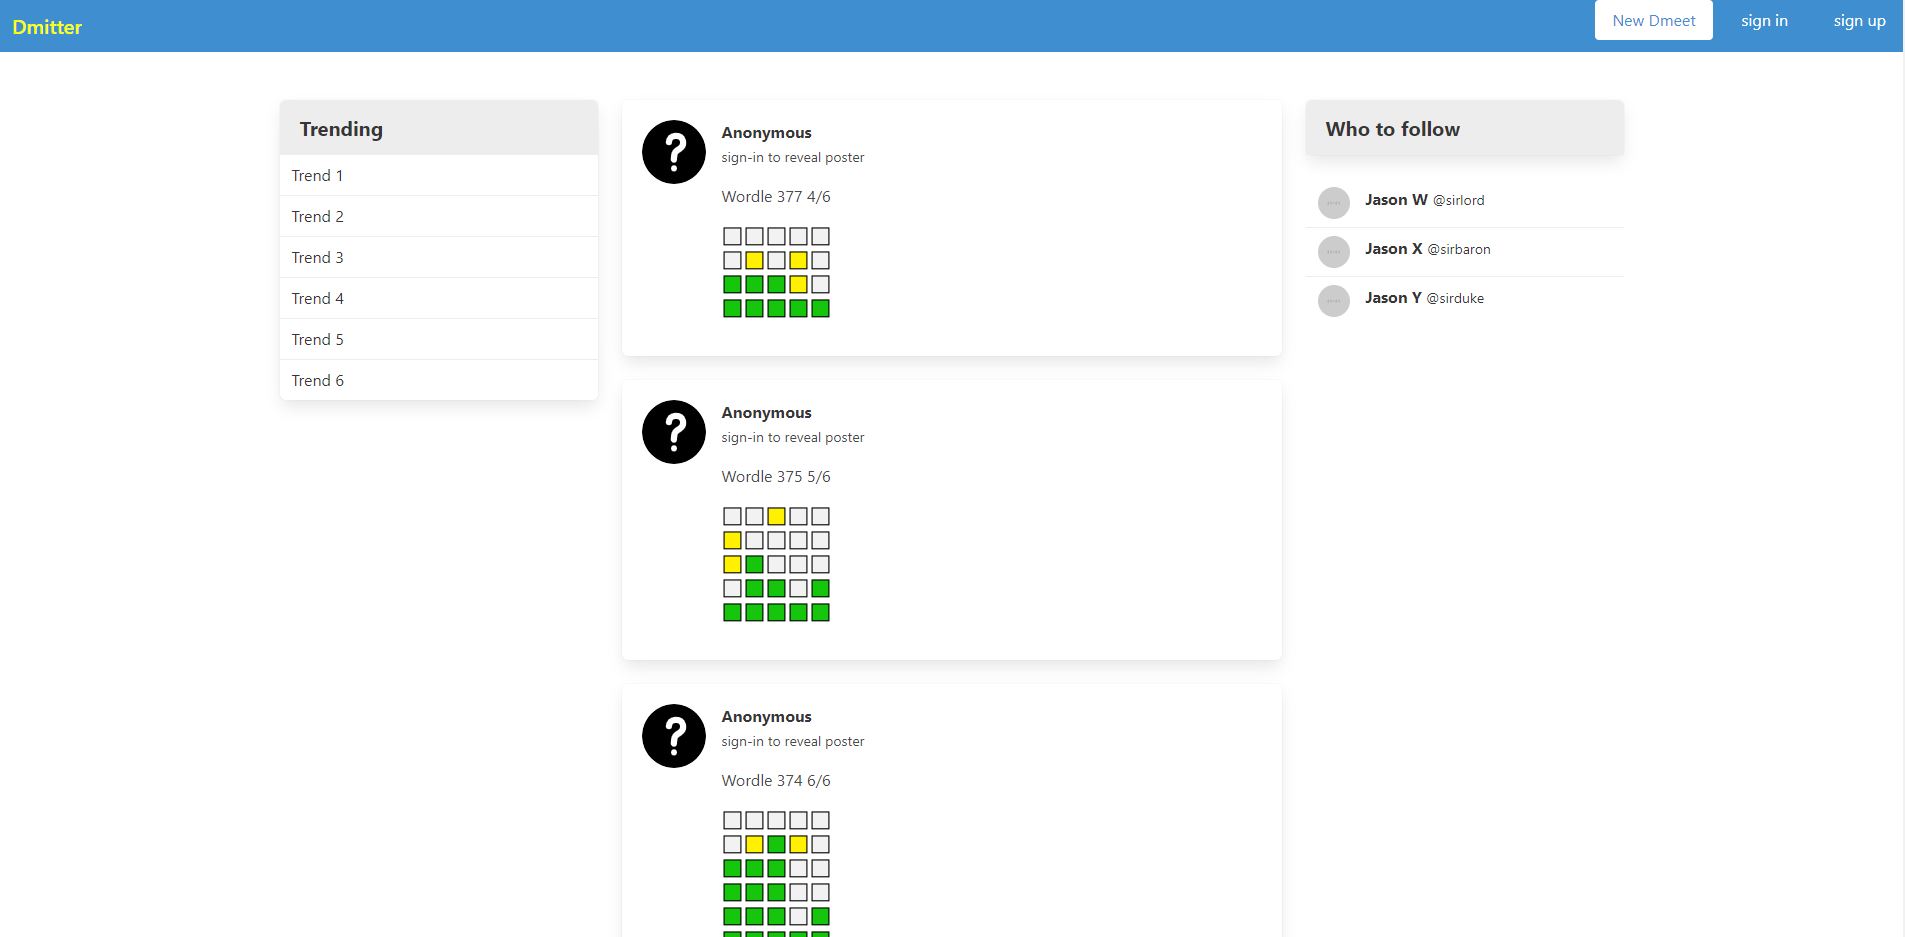 Dmitter
New Dmeet
sign in
sign up
Trending
Trend 1
Trend 2
Trend 3
Trend 4
Trend 5
Trend 6
Anonymous
sign-in to reveal poster
Wordle 377 4/6
Anonymous
sign-in to reveal poster
Wordle 375 5/6
Anonymous
sign-in to reveal poster
Wordle 374 6/6
Who to follow
Jason W @sirlord
Jason X @sirbaron
Jason Y @sirduke